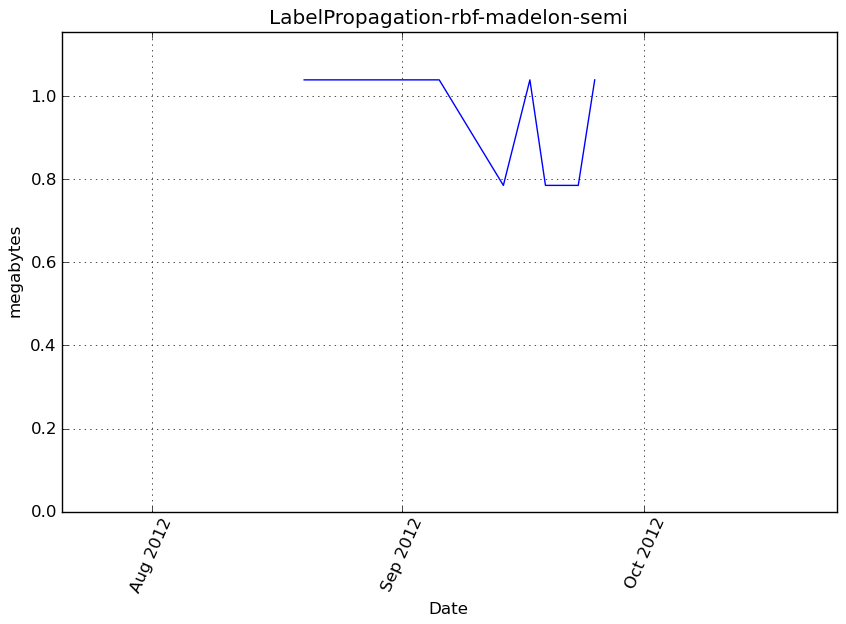 LabelPropagation-rbf-madelon-semi
megabytes
1.0
0.8
0.6
0.4
0.2
0.0
Aug 2012
Sep 2012
Oct 2012
Date